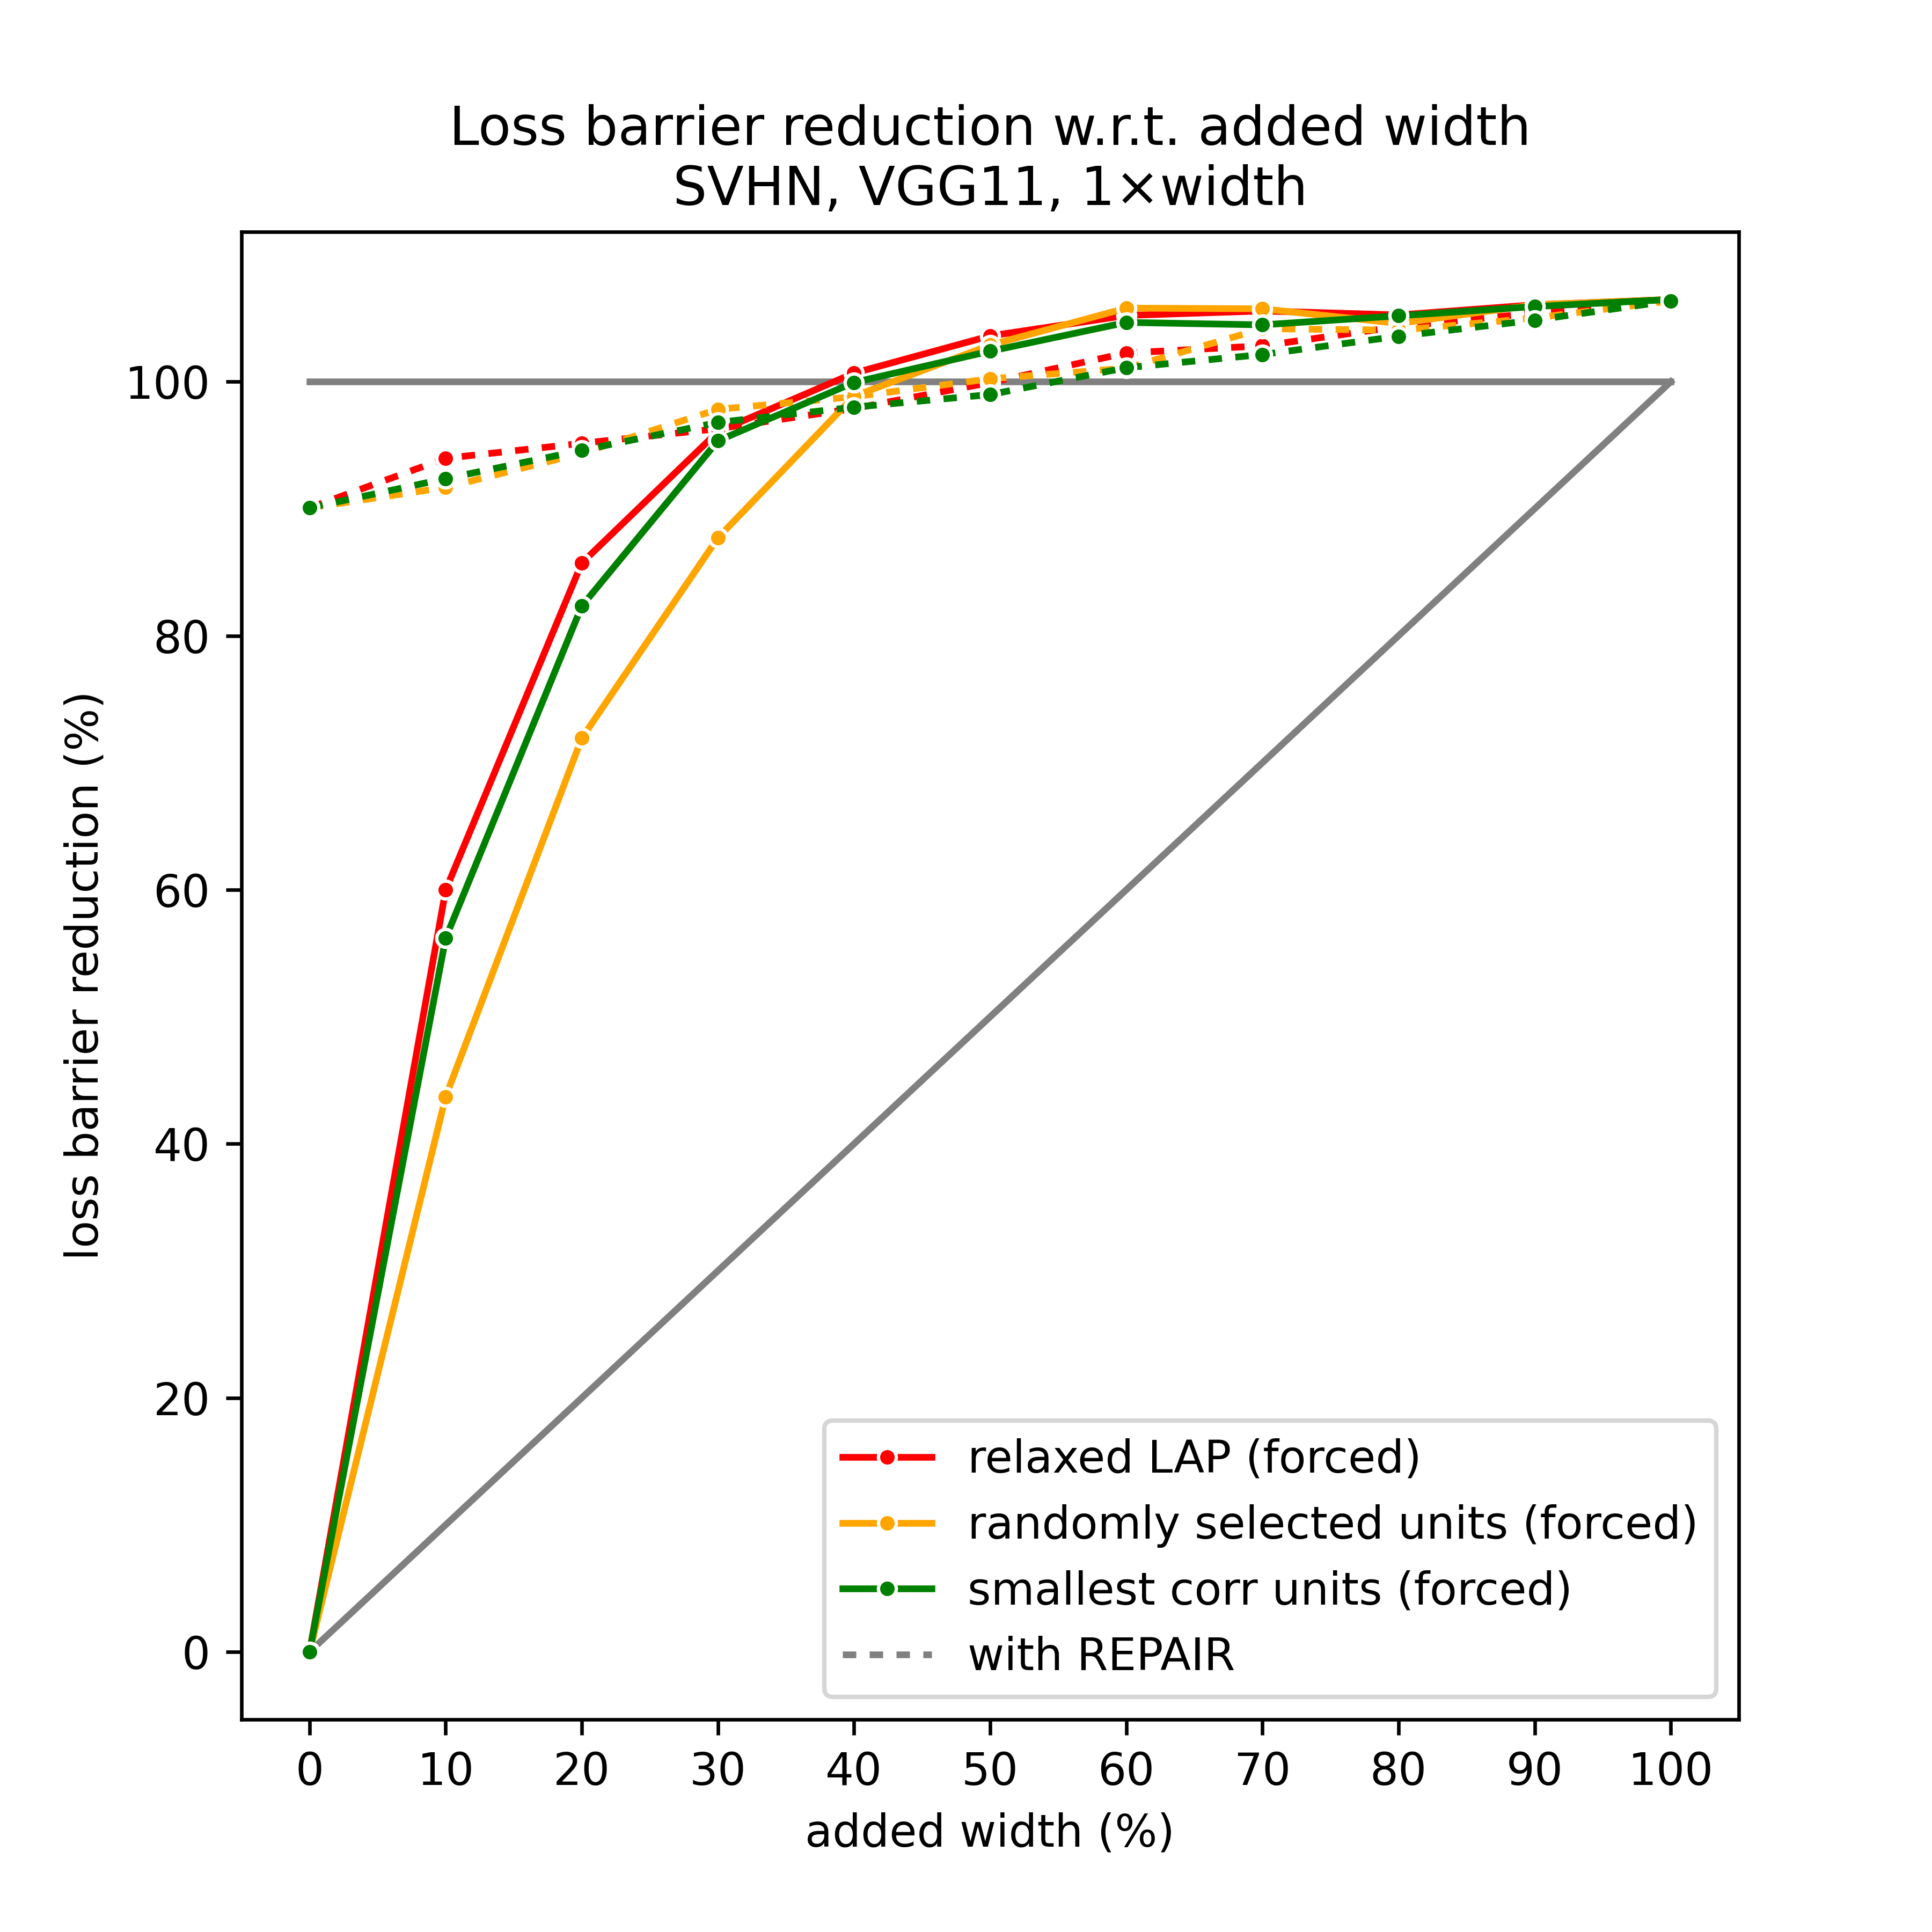 Loss barrier reduction w.r.t. added width
SVHN, VGG11, 1×width
loss barrier reduction (%)
100
80
60
40
20
0
relaxed LAP (forced)
randomly selected units (forced)
smallest corr units (forced)
with REPAIR
0 10 20 30 40 50 60 70 80 90 100
added width (%)